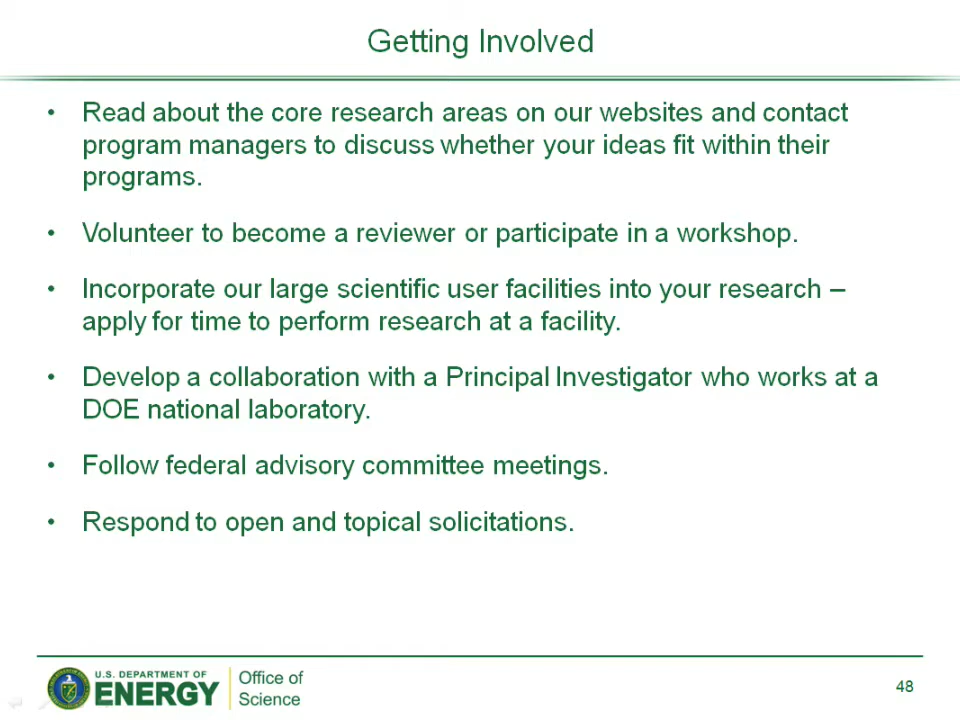 Getting Involved
• Read about the core research areas on our websites and contact
program managers to discuss whether your ideas fit within their
programs.
• Volunteer to become a reviewer or participate in a workshop.
• Incorporate our large scientific user facilities into your research –
apply for time to perform research at a facility.
• Develop a collaboration with a Principal Investigator who works at a
DOE national laboratory.
• Follow federal advisory committee meetings.
• Respond to open and topical solicitations.
U.S. DEPARTMENT OF
ENERGY
Office of
Science
48